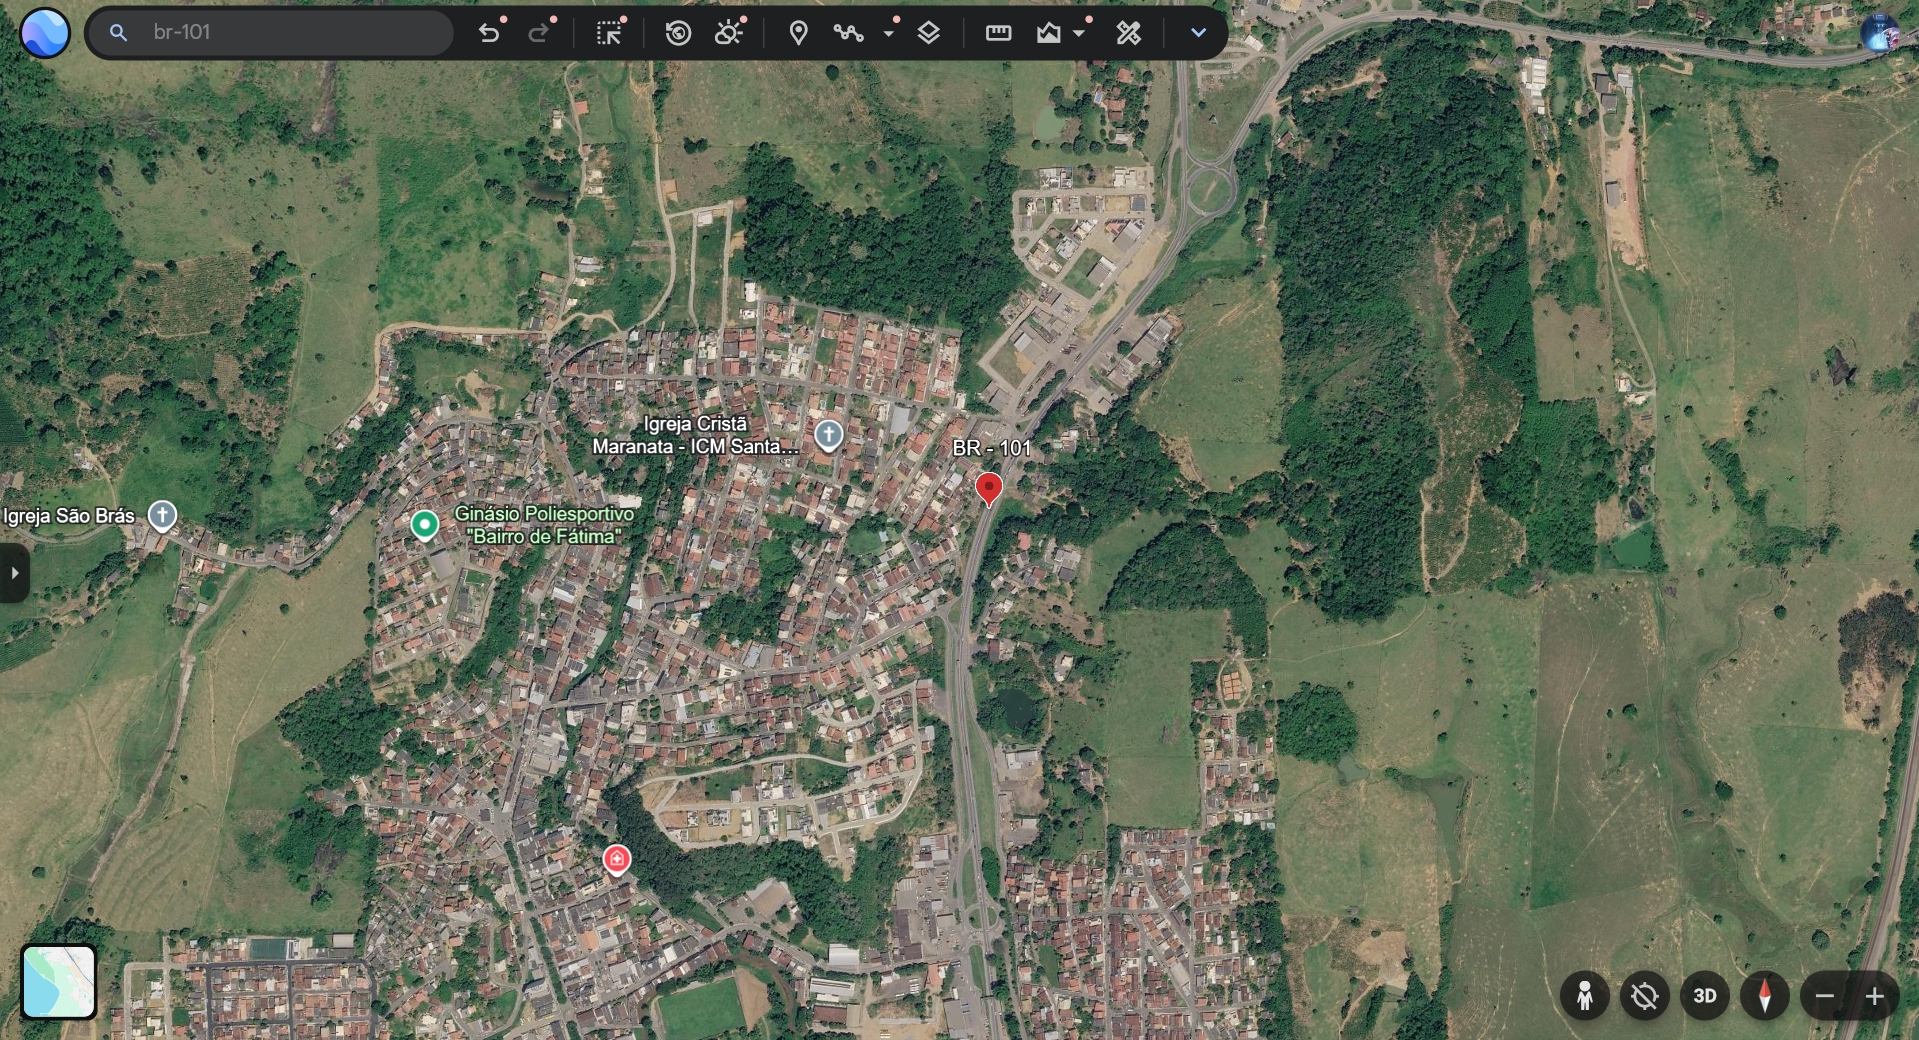 br-101
Igreja Cristã
Maranata - ICM Santa...
BR - 101
Igreja São Brás
Ginásio Poliesportivo
"Bairro de Fátima"
3D